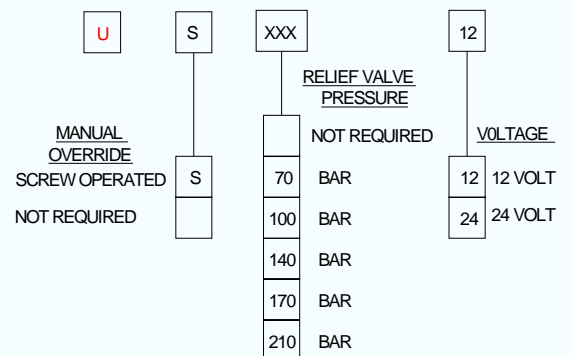 U S XXX 12
RELIEF VALVE
PRESSURE
MANUAL
OVERRIDE
NOT REQUIRED
V0LTAGE
SCREW OPERATED S 70 BAR 12 12 VOLT
NOT REQUIRED 100 BAR 24 24 VOLT
140 BAR
170 BAR
210 BAR